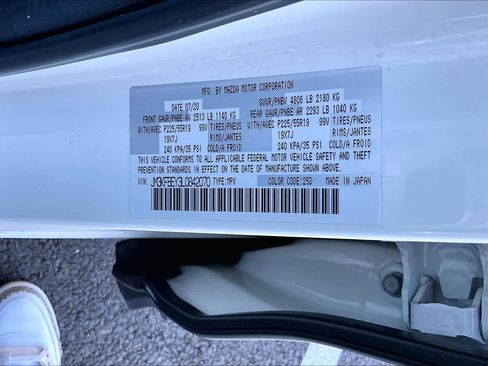 MFD. BY MAZDA MOTOR CORPORATION
DATE 07/20 GVWR/PNBV 4806 LB 2180 KG
FRONT GAWR/PNBE AV 2513 LB 1140 KG REAR GAWR/PNBE AR 2293 LB 1040 KG
WITH/AVEC P225/55R19 99V TIRES/PNEUS WITH/AVEC P225/55R19 99V TIRES/PNEUS
19X7J RIMS/JANTES 19X7J RIMS/JANTES
240 KPA/35 PSI COLD/A FROID 240 KPA/35 PSI COLD/A FROID
THIS VEHICLE CONFORMS TO ALL APPLICABLE FEDERAL MOTOR VEHICLE SAFETY AND THEFT
PREVENTION STANDARDS IN EFFECT ON THE DATE OF MANUFACTURE SHOWN ABOVE.
VIN: JM3KFBEY3L0842070 TYPE:MPV COLOR CODE:25D